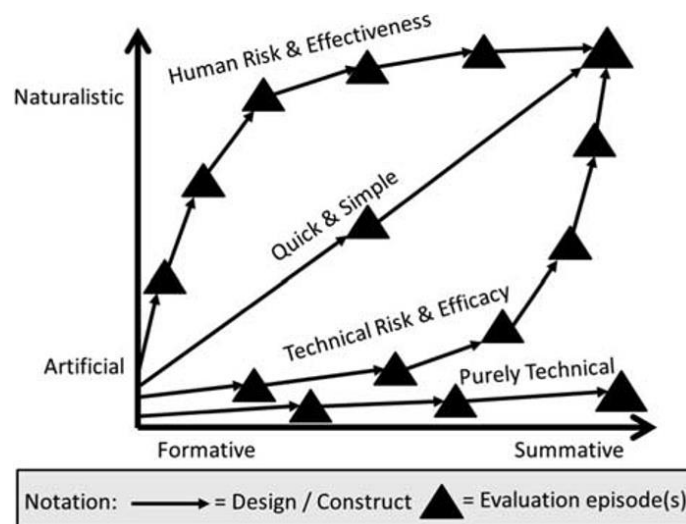 Human Risk & Effectiveness
Naturalistic
Quick & Simple
Technical Risk & Efficacy
Artificial
Purely Technical
Formative
Summative
Notation: = Design / Construct = Evaluation episode(s)